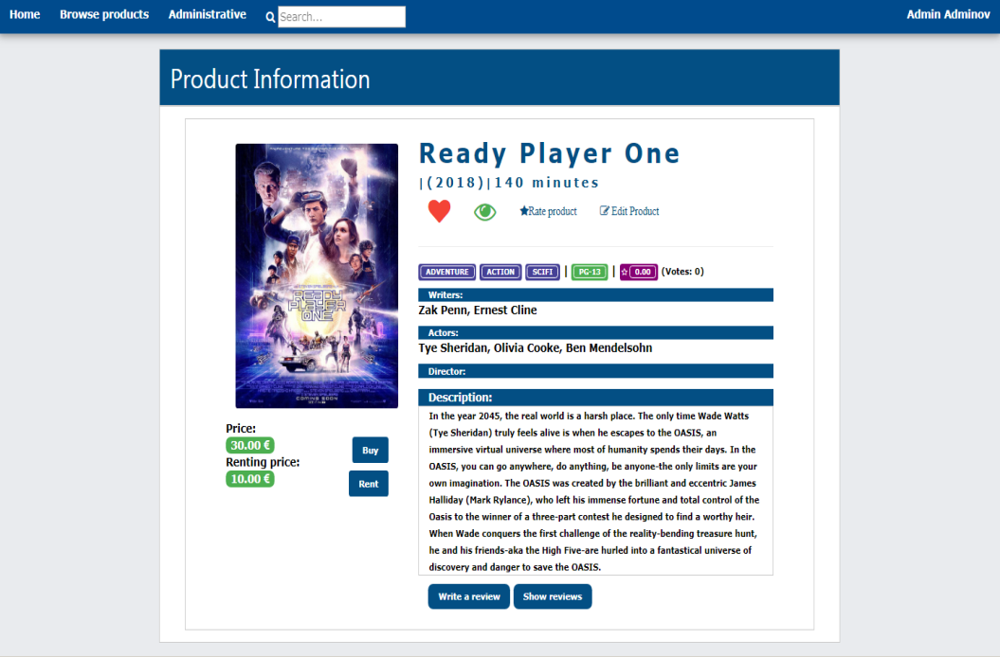 Home Browse products Administrative Search... Admin Adminov
Product Information
Ready Player One
|(2018)|140 minutes
Rate product Edit Product
ADVENTURE ACTION SCIFI | PG-13 | 0.00 (Votes: 0)
Writers:
Zak Penn, Ernest Cline
Actors:
Tye Sheridan, Olivia Cooke, Ben Mendelsohn
Director:
Description:
In the year 2045, the real world is a harsh place. The only time Wade Watts
(Tye Sheridan) truly feels alive is when he escapes to the OASIS, an
immersive virtual universe where most of humanity spends their days. In the
OASIS, you can go anywhere, do anything, be anyone-the only limits are your
own imagination. The OASIS was created by the brilliant and eccentric James
Halliday (Mark Rylance), who left his immense fortune and total control of the
Oasis to the winner of a three-part contest he designed to find a worthy heir.
When Wade conquers the first challenge of the reality-bending treasure hunt,
he and his friends-aka the High Five-are hurled into a fantastical universe of
discovery and danger to save the OASIS.
Write a review Show reviews
READY
PLAYER
ONE
COMING SOON
Price:
30.00 €
Buy
Renting price:
10.00 €
Rent